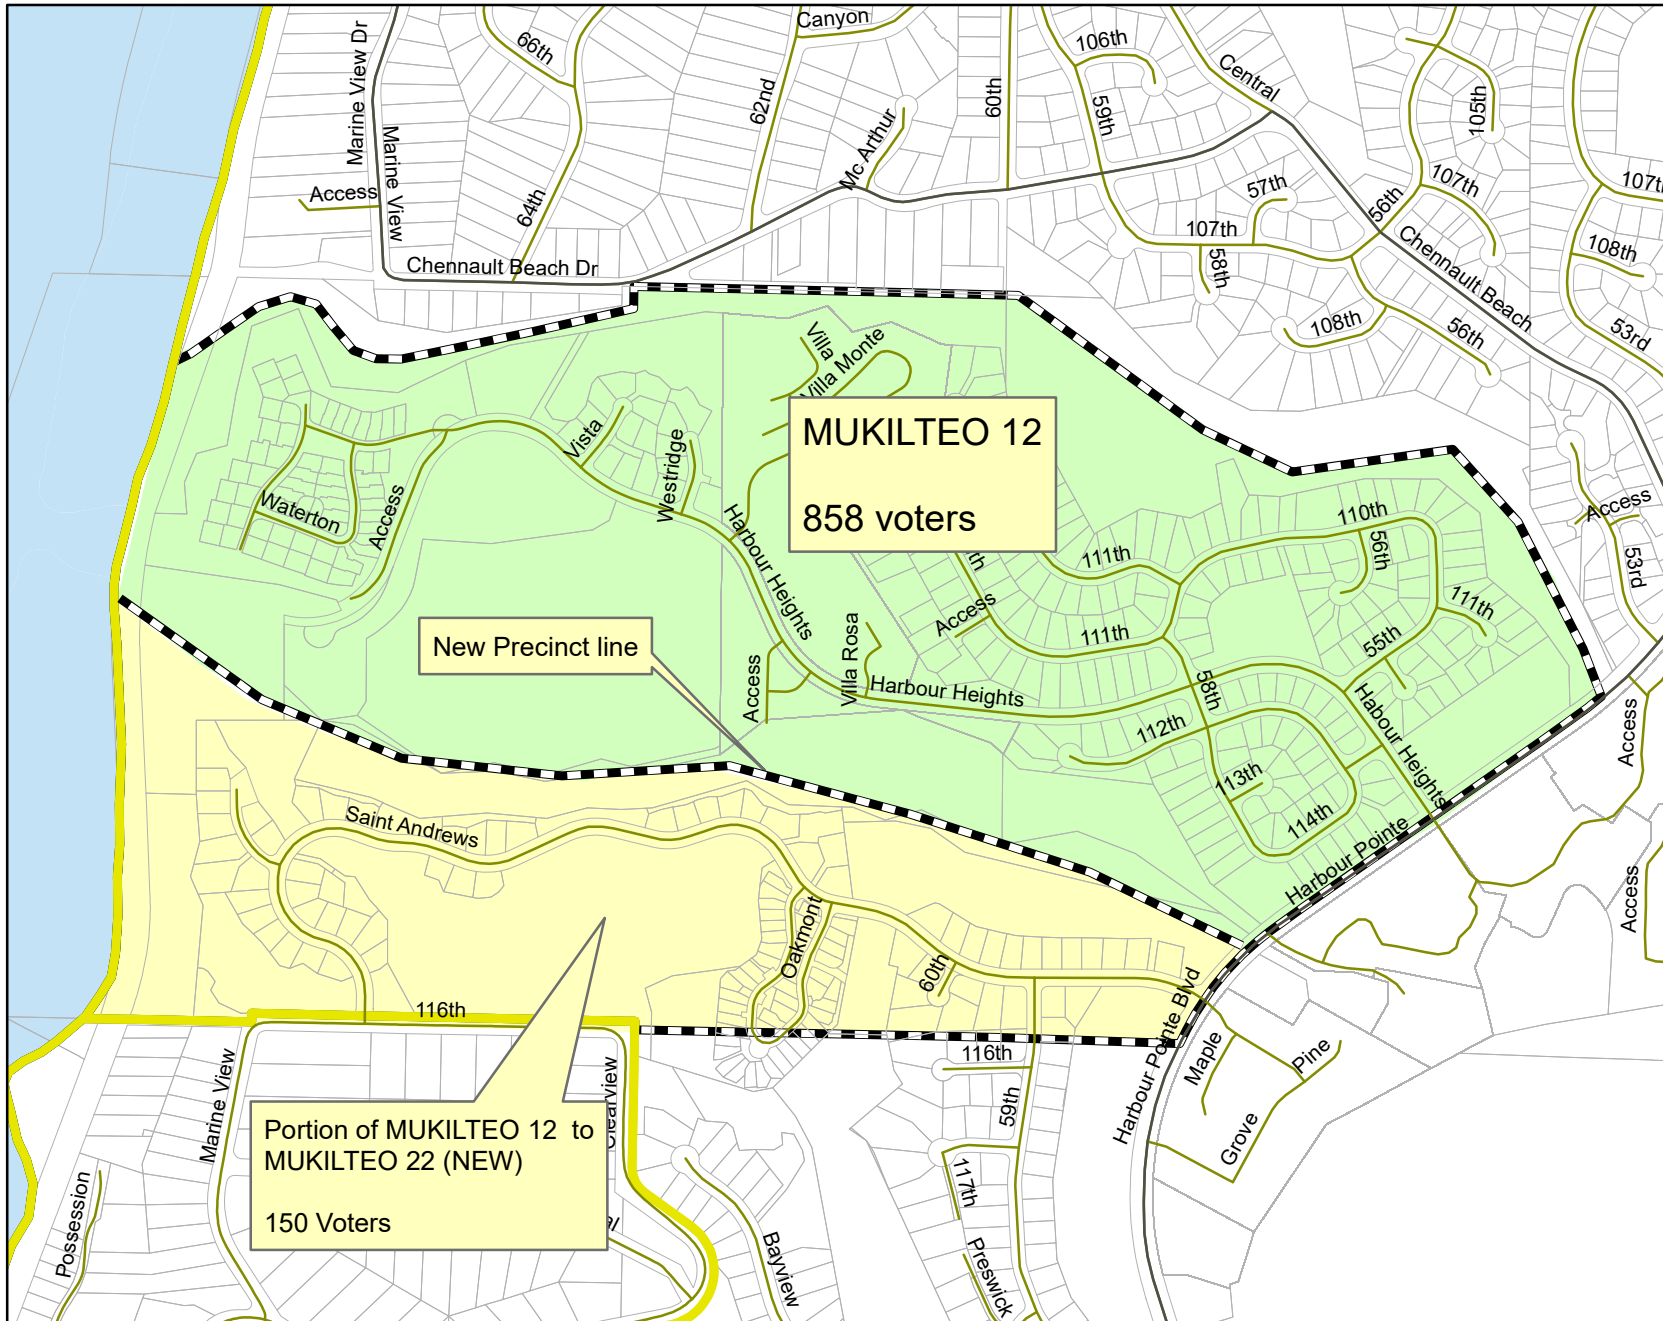 Canyon
66th
Marine View Dr
106th
Central
62nd
60th
59th
105th
Mc Arthur
Marine View
Access
64th
57th
107th
107th
56th
107th
58th
108th
Chennault Beach Dr
Chennault Beach
108th
56th
53rd
Villa
Villa Monte
MUKILTEO 12
858 voters
Vista
Westridge
Waterton
Access
Harbour Heights
110th
56th
Access
53rd
111th
111th
Access
111th
55th
New Precinct line
Villa Rosa
Access
Harbour Heights
58th
112th
Habour Heights
Access
113th
114th
Harbour Pointe
Saint Andrews
Access
Oakmont
60th
116th
Harbour Pointe Blvd
116th
Maple
Pine
59th
Grove
Marine View
Clearview
Portion of MUKILTEO 12 to
MUKILTEO 22 (NEW)
150 Voters
117th
Possession
Bayview
Preswick